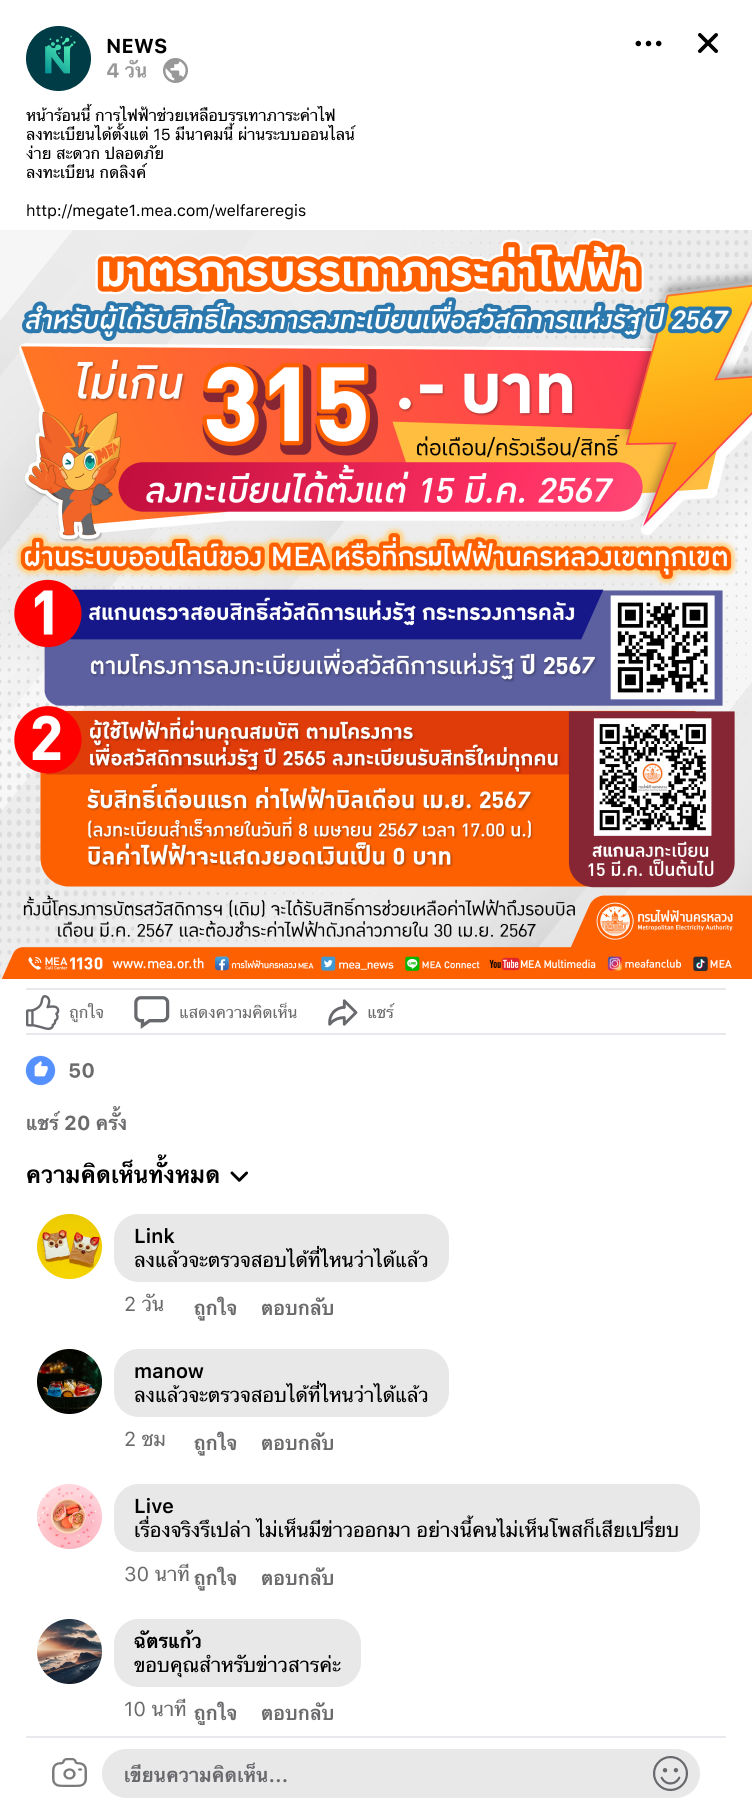 NEWS
4 วัน
หน้าร้อนนี้ การไฟฟ้าช่วยเหลือบรรเทาภาระค่าไฟ
ลงทะเบียนได้ตั้งแต่ 15 มีนาคมนี้ ผ่านระบบออนไลน์
ง่าย สะดวก ปลอดภัย
ลงทะเบียน กดลิงค์
http://megate1.mea.com/welfareregis
มาตรการบรรเทาภาระค่าไฟฟ้า
สำหรับผู้ได้รับสิทธิ์โครงการลงทะเบียนเพื่อสวัสดิการแห่งรัฐ ปี 2567
ไม่เกิน 315.- บาท
ต่อเดือน/ครัวเรือน/สิทธิ์
MEA
ลงทะเบียนได้ตั้งแต่ 15 มี.ค. 2567
ผ่านระบบออนไลน์ของ MEA หรือที่กรมไฟฟ้านครหลวงเขตทุกเขต
1 สแกนตรวจสอบสิทธิ์สวัสดิการแห่งรัฐ กระทรวงการคลัง
ตามโครงการลงทะเบียนเพื่อสวัสดิการแห่งรัฐ ปี 2567
2 ผู้ใช้ไฟฟ้าที่ผ่านคุณสมบัติ ตามโครงการ
เพื่อสวัสดิการแห่งรัฐ ปี 2565 ลงทะเบียนรับสิทธิ์ใหม่ทุกคน
รับสิทธิ์เดือนแรก ค่าไฟฟ้าบิลเดือน เม.ย. 2567
(ลงทะเบียนสำเร็จภายในวันที่ 8 เมษายน 2567 เวลา 17.00 น.)
บิลค่าไฟฟ้าจะแสดงยอดเงินเป็น 0 บาท
สแกนลงทะเบียน
15 มี.ค. เป็นต้นไป
ทั้งนี้โครงการบัตรสวัสดิการฯ (เดิม) จะได้รับสิทธิ์การช่วยเหลือค่าไฟฟ้าถึงรอบบิล
เดือน มี.ค. 2567 และต้องชำระค่าไฟฟ้าดังกล่าวภายใน 30 เม.ย. 2567
กรมไฟฟ้านครหลวง
Metropolitan Electricity Authority
MEA Call Center 1130 www.mea.or.th การไฟฟ้านครหลวง MEA mea_news MEA Connect YouTube MEA Multimedia meafanclub MEA
ถูกใจ แสดงความคิดเห็น แชร์
50
แชร์ 20 ครั้ง
ความคิดเห็นทั้งหมด
Link
ลงแล้วจะตรวจสอบได้ที่ไหนว่าได้แล้ว
2 วัน ถูกใจ ตอบกลับ
manow
ลงแล้วจะตรวจสอบได้ที่ไหนว่าได้แล้ว
2 ชม ถูกใจ ตอบกลับ
Live
เรื่องจริงรึเปล่า ไม่เห็นมีข่าวออกมา อย่างนี้คนไม่เห็นโพสก็เสียเปรียบ
30 นาที ถูกใจ ตอบกลับ
ฉัตรแก้ว
ขอบคุณสำหรับข่าวสารค่ะ
10 นาที ถูกใจ ตอบกลับ
เขียนความคิดเห็น...